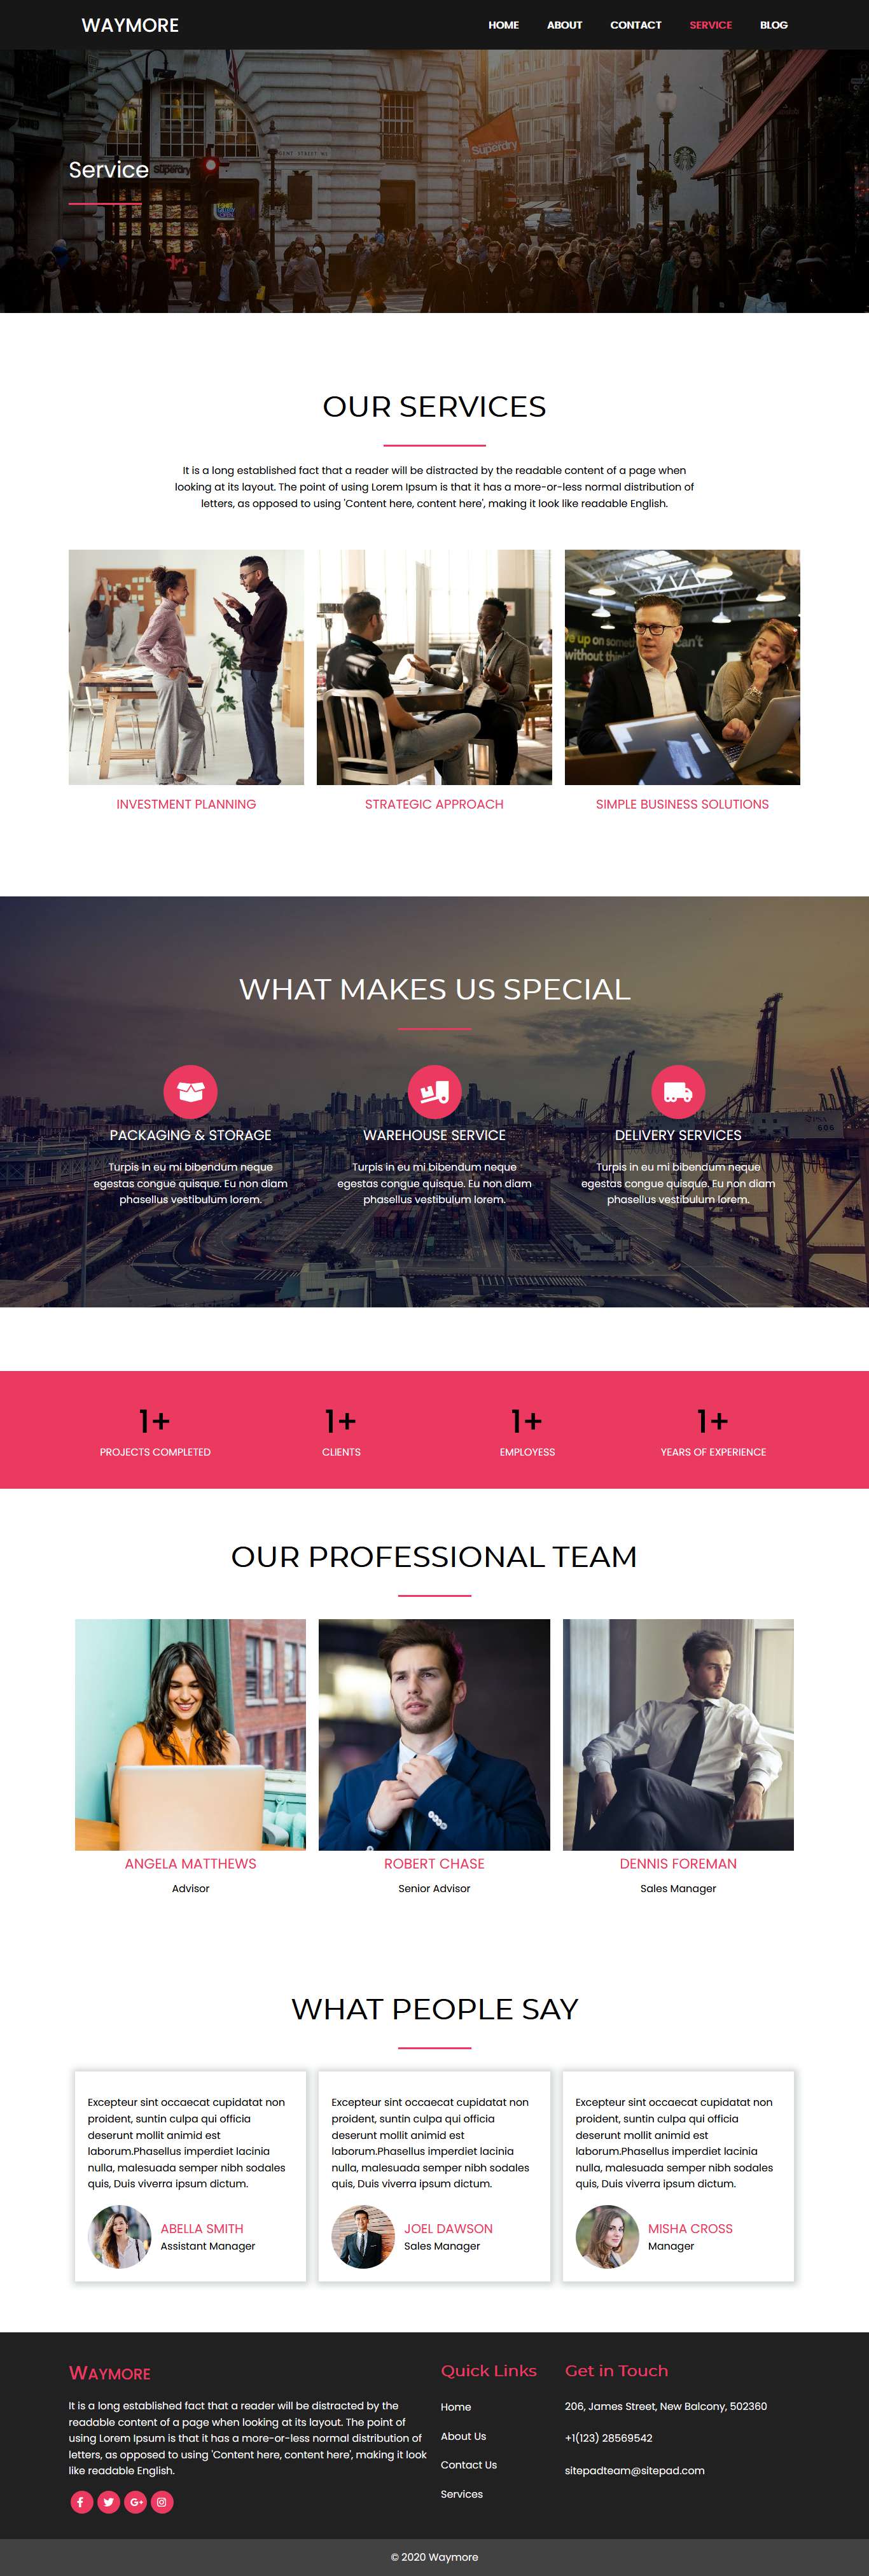 WAYMORE
HOME ABOUT CONTACT SERVICE BLOG
Superdry
Service
Superdry
OUR SERVICES
It is a long established fact that a reader will be distracted by the readable content of a page when
looking at its layout. The point of using Lorem Ipsum is that it has a more-or-less normal distribution of
letters, as opposed to using 'Content here, content here', making it look like readable English.
INVESTMENT PLANNING
STRATEGIC APPROACH
SIMPLE BUSINESS SOLUTIONS
WHAT MAKES US SPECIAL
PACKAGING & STORAGE
Turpis in eu mi bibendum neque
egestas congue quisque. Eu non diam
phasellus vestibulum lorem.
WAREHOUSE SERVICE
Turpis in eu mi bibendum neque
egestas congue quisque. Eu non diam
phasellus vestibulum lorem.
DELIVERY SERVICES
Turpis in eu mi bibendum neque
egestas congue quisque. Eu non diam
phasellus vestibulum lorem.
606
1+
PROJECTS COMPLETED
1+
CLIENTS
1+
EMPLOYESS
1+
YEARS OF EXPERIENCE
OUR PROFESSIONAL TEAM
ANGELA MATTHEWS
Advisor
ROBERT CHASE
Senior Advisor
DENNIS FOREMAN
Sales Manager
WHAT PEOPLE SAY
Excepteur sint occaecat cupidatat non
proident, suntin culpa qui officia
deserunt mollit animid est
laborum.Phasellus imperdiet lacinia
nulla, malesuada semper nibh sodales
quis, Duis viverra ipsum dictum.
ABELLA SMITH
Assistant Manager
Excepteur sint occaecat cupidatat non
proident, suntin culpa qui officia
deserunt mollit animid est
laborum.Phasellus imperdiet lacinia
nulla, malesuada semper nibh sodales
quis, Duis viverra ipsum dictum.
JOEL DAWSON
Sales Manager
Excepteur sint occaecat cupidatat non
proident, suntin culpa qui officia
deserunt mollit animid est
laborum.Phasellus imperdiet lacinia
nulla, malesuada semper nibh sodales
quis, Duis viverra ipsum dictum.
MISHA CROSS
Manager
WAYMORE
It is a long established fact that a reader will be distracted by the
readable content of a page when looking at its layout. The point of
using Lorem Ipsum is that it has a more-or-less normal distribution of
letters, as opposed to using 'Content here, content here', making it look
like readable English.
Quick Links
Home
About Us
Contact Us
Services
Get in Touch
206, James Street, New Balcony, 502360
+1(123) 28569542
sitepadteam@sitepad.com
© 2020 Waymore